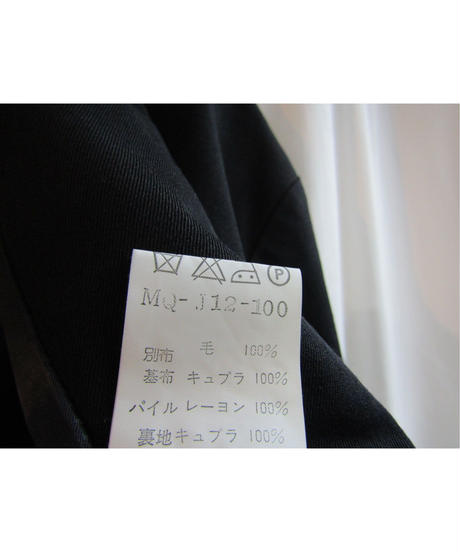 P
MQ-J12-100
別布 毛 100%
基布 キュプラ 100%
パイル レーヨン 100%
裏地 キュプラ 100%